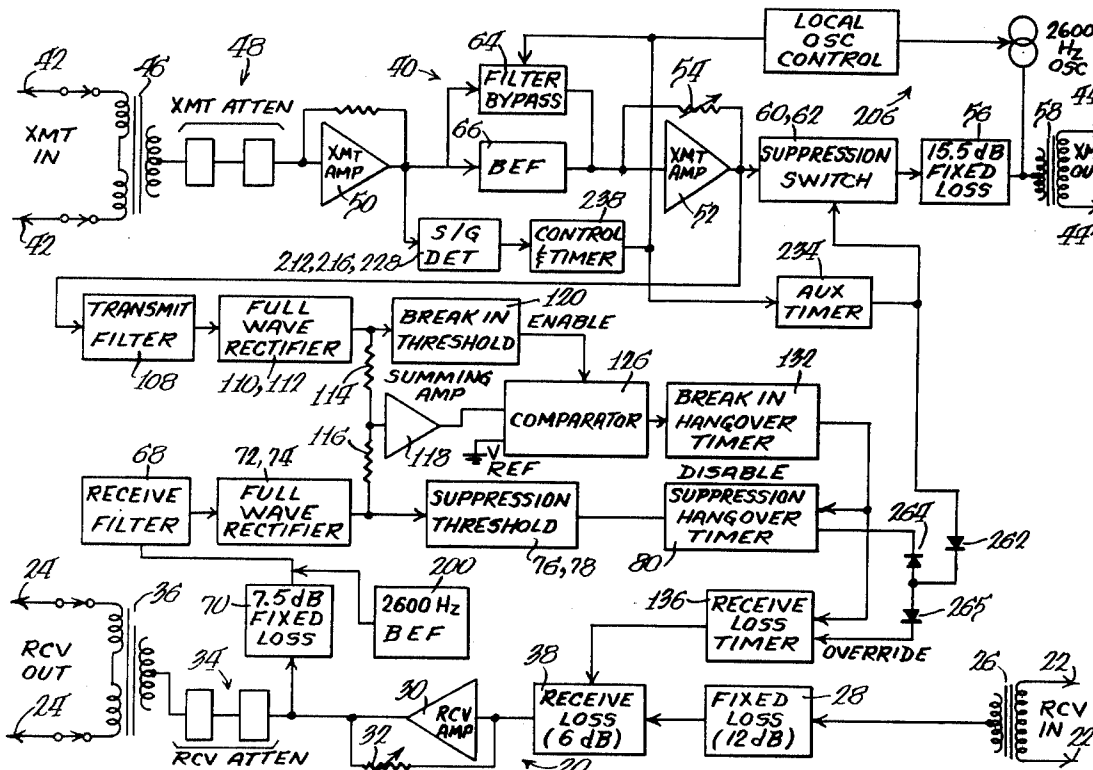 LOCAL
OSC
CONTROL
2600
Hz
OSC
64
40
FILTER
BYPASS
54
42
46
48
XMT ATTEN
XMT
IN
42
XMT
AMP
50
66
BEF
XMT
AMP
52
60,62
SUPPRESSION
SWITCH
206
56
15.5 dB
FIXED
LOSS
58
44
XMT
OUT
44
S/G
DET
212,216,228
238
CONTROL
& TIMER
234
AUX
TIMER
TRANSMIT
FILTER
108
FULL
WAVE
RECTIFIER
110,112
120
BREAK IN
THRESHOLD
ENABLE
114
SUMMING
AMP
118
116
126
COMPARATOR
V
REF
132
BREAK IN
HANGOVER
TIMER
DISABLE
68
RECEIVE
FILTER
72,74
FULL
WAVE
RECTIFIER
SUPPRESSION
THRESHOLD
76,78
SUPPRESSION
HANGOVER
TIMER
80
264
262
265
24
36
RCV
OUT
24
34
RCV ATTEN
70
7.5 dB
FIXED
LOSS
200
2600 Hz
BEF
136
RECEIVE
LOSS
TIMER
OVERRIDE
30
RCV
AMP
32
38
RECEIVE
LOSS
(6 dB)
20
28
FIXED
LOSS
(12 dB)
26
22
RCV
IN
22